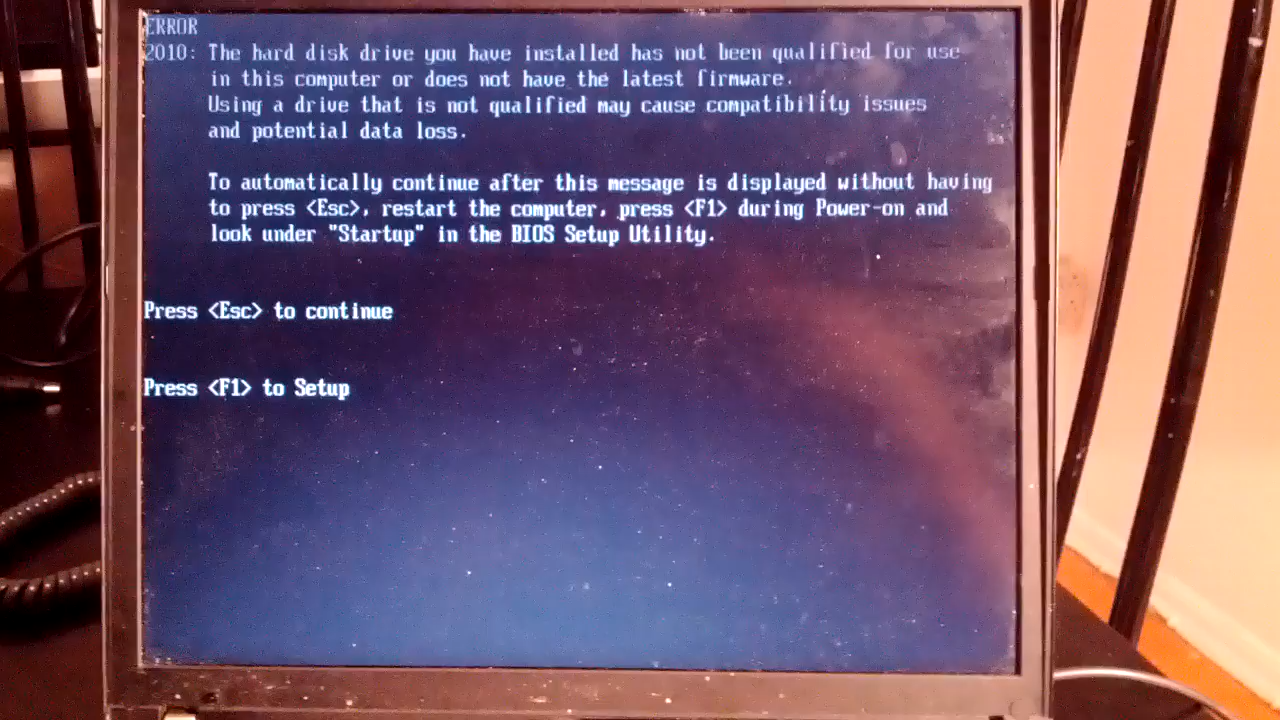 ERROR
2010: The hard disk drive you have installed has not been qualified for use
in this computer or does not have the latest firmware.
Using a drive that is not qualified may cause compatibility issues
and potential data loss.
To automatically continue after this message is displayed without having
to press <Esc>, restart the computer, press <F1> during Power-on and
look under "Startup" in the BIOS Setup Utility.
Press <Esc> to continue
Press <F1> to Setup